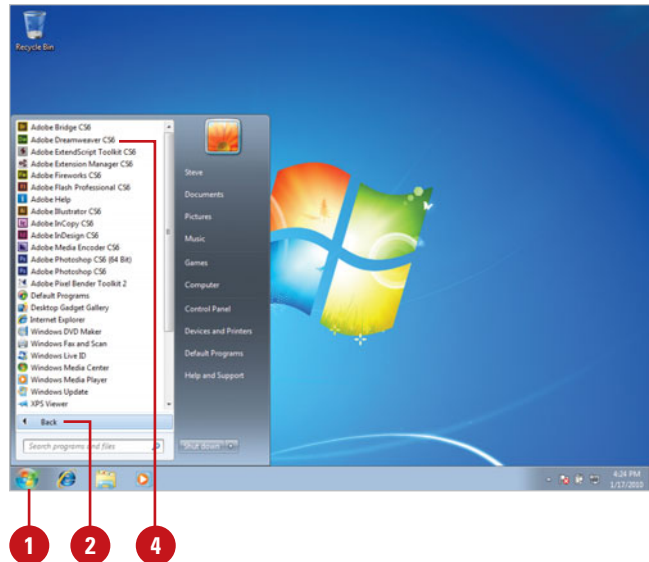 Recycle Bin
Adobe Bridge CS6
Adobe Dreamweaver CS6
Adobe ExtendScript Toolkit CS6
Adobe Extension Manager CS6
Adobe Fireworks CS6
Adobe Flash Professional CS6
Adobe Help
Adobe Illustrator CS6
Adobe InCopy CS6
Adobe InDesign CS6
Adobe Media Encoder CS6
Adobe Photoshop CS6 (64 Bit)
Adobe Photoshop CS6
Adobe Pixel Bender Toolkit 2
Default Programs
Desktop Gadget Gallery
Internet Explorer
Windows DVD Maker
Windows Fax and Scan
Windows Live ID
Windows Media Center
Windows Media Player
Windows Update
XPS Viewer
Back
Search programs and files
Steve
Documents
Pictures
Music
Games
Computer
Control Panel
Devices and Printers
Default Programs
Help and Support
Shut down
4:24 PM
1/17/2010
1
2
4